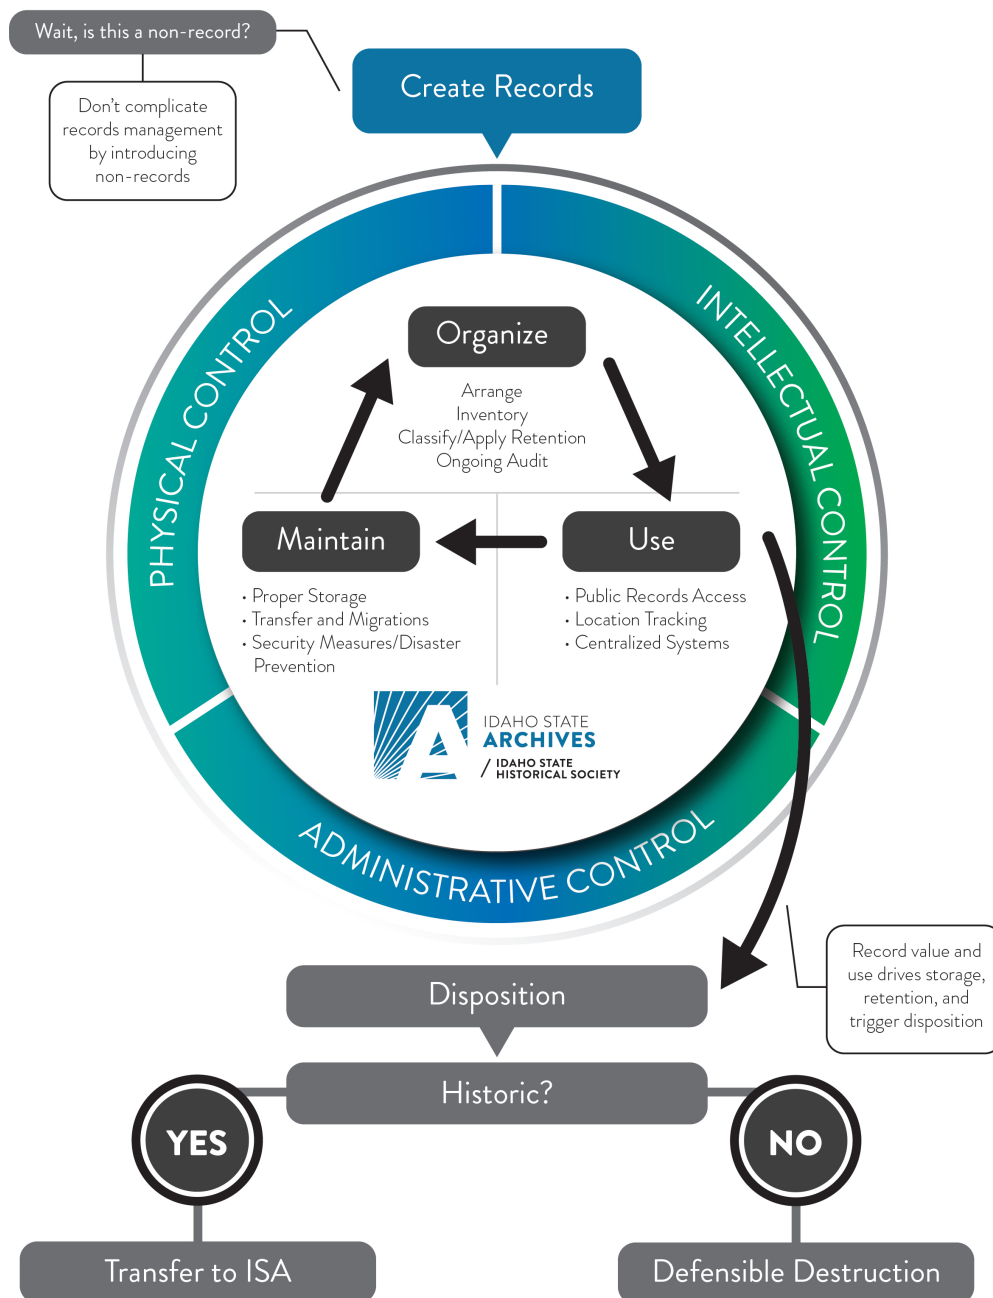 Wait, is this a non-record?
Don't complicate
records management
by introducing
non-records
Create Records
PHYSICAL CONTROL
INTELLECTUAL CONTROL
Organize
Arrange
Inventory
Classify/Apply Retention
Ongoing Audit
Maintain
• Proper Storage
• Transfer and Migrations
• Security Measures/Disaster
Prevention
Use
• Public Records Access
• Location Tracking
• Centralized Systems
A
IDAHO STATE
ARCHIVES
/ IDAHO STATE
HISTORICAL SOCIETY
ADMINISTRATIVE CONTROL
Record value and
use drives storage,
retention, and
trigger disposition
Disposition
Historic?
YES
NO
Transfer to ISA
Defensible Destruction